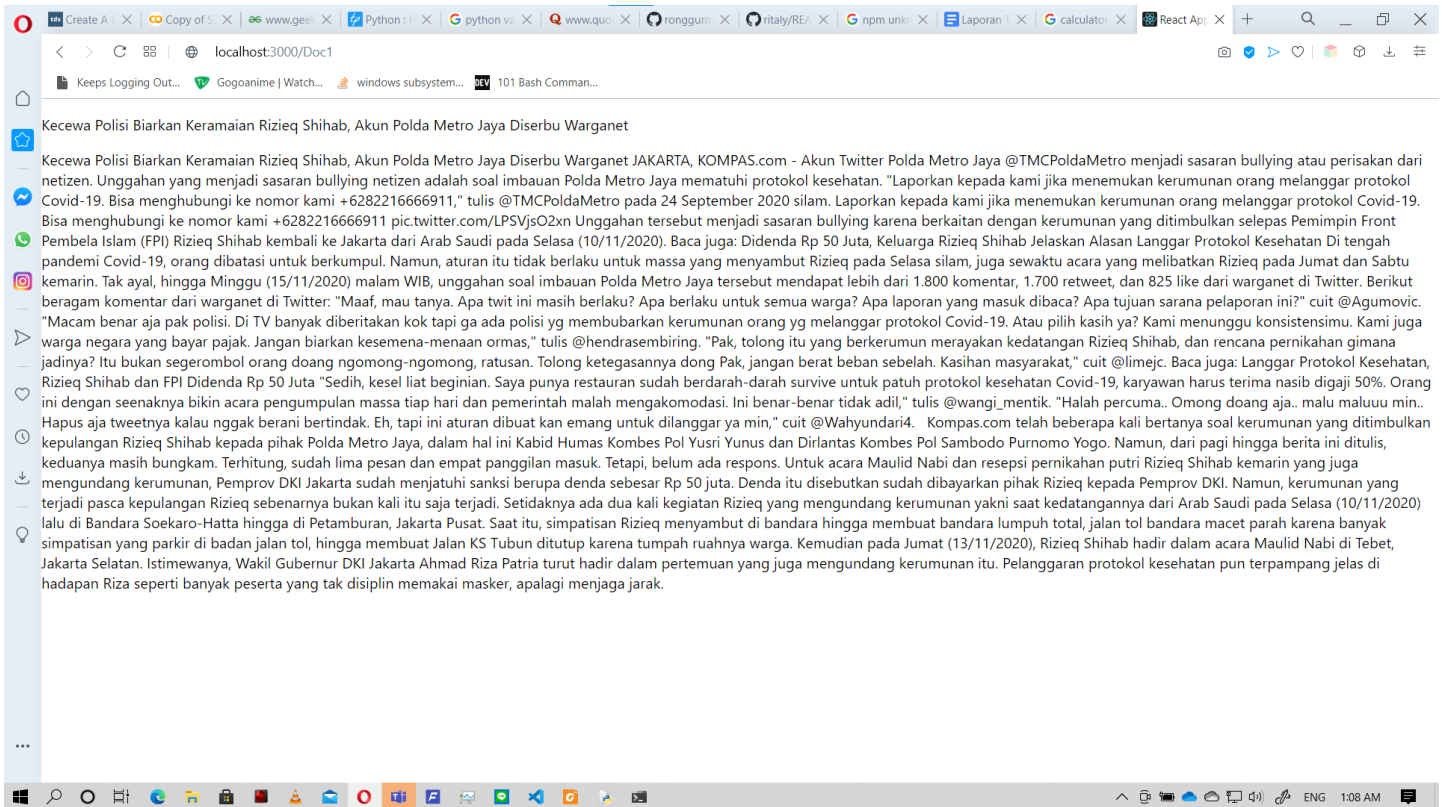 Create A S
Copy of S
www.geek
Python : H
python va
www.quor
ronggurm
ritaly/REA
npm unk
Laporan T
calculator
React App
localhost:3000/Doc1
Keeps Logging Out...
Gogoanime | Watch...
windows subsystem...
101 Bash Comman...
Kecewa Polisi Biarkan Keramaian Rizieq Shihab, Akun Polda Metro Jaya Diserbu Warganet
Kecewa Polisi Biarkan Keramaian Rizieq Shihab, Akun Polda Metro Jaya Diserbu Warganet JAKARTA, KOMPAS.com - Akun Twitter Polda Metro Jaya @TMCPoldaMetro menjadi sasaran bullying atau perisakan dari
netizen. Unggahan yang menjadi sasaran bullying netizen adalah soal imbauan Polda Metro Jaya mematuhi protokol kesehatan. "Laporkan kepada kami jika menemukan kerumunan orang melanggar protokol
Covid-19. Bisa menghubungi ke nomor kami +6282216666911," tulis @TMCPoldaMetro pada 24 September 2020 silam. Laporkan kepada kami jika menemukan kerumunan orang melanggar protokol Covid-19.
Bisa menghubungi ke nomor kami +6282216666911 pic.twitter.com/LPSVjsO2xn Unggahan tersebut menjadi sasaran bullying karena berkaitan dengan kerumunan yang ditimbulkan selepas Pemimpin Front
Pembela Islam (FPI) Rizieq Shihab kembali ke Jakarta dari Arab Saudi pada Selasa (10/11/2020). Baca juga: Didenda Rp 50 Juta, Keluarga Rizieq Shihab Jelaskan Alasan Langgar Protokol Kesehatan Di tengah
pandemi Covid-19, orang dibatasi untuk berkumpul. Namun, aturan itu tidak berlaku untuk massa yang menyambut Rizieq pada Selasa silam, juga sewaktu acara yang melibatkan Rizieq pada Jumat dan Sabtu
kemarin. Tak ayal, hingga Minggu (15/11/2020) malam WIB, unggahan soal imbauan Polda Metro Jaya tersebut mendapat lebih dari 1.800 komentar, 1.700 retweet, dan 825 like dari warganet di Twitter. Berikut
beragam komentar dari warganet di Twitter: "Maaf, mau tanya. Apa twit ini masih berlaku? Apa berlaku untuk semua warga? Apa laporan yang masuk dibaca? Apa tujuan sarana pelaporan ini?" cuit @Agumovic.
"Macam benar aja pak polisi. Di TV banyak diberitakan kok tapi ga ada polisi yg membubarkan kerumunan orang yg melanggar protokol Covid-19. Atau pilih kasih ya? Kami menunggu konsistensimu. Kami juga
warga negara yang bayar pajak. Jangan biarkan kesemena-menaan ormas," tulis @hendrasembiring. "Pak, tolong itu yang berkerumun merayakan kedatangan Rizieq Shihab, dan rencana pernikahan gimana
jadinya? Itu bukan segerombol orang doang ngomong-ngomong, ratusan. Tolong ketegasannya dong Pak, jangan berat beban sebelah. Kasihan masyarakat," cuit @limejc. Baca juga: Langgar Protokol Kesehatan,
Rizieq Shihab dan FPI Didenda Rp 50 Juta "Sedih, kesel liat beginian. Saya punya restauran sudah berdarah-darah survive untuk patuh protokol kesehatan Covid-19, karyawan harus terima nasib digaji 50%. Orang
ini dengan seenaknya bikin acara pengumpulan massa tiap hari dan pemerintah malah mengakomodasi. Ini benar-benar tidak adil," tulis @wangi_mentik. "Halah percuma.. Omong doang aja.. malu maluuu min..
Hapus aja tweetnya kalau nggak berani bertindak. Eh, tapi ini aturan dibuat kan emang untuk dilanggar ya min," cuit @Wahyundari4. Kompas.com telah beberapa kali bertanya soal kerumunan yang ditimbulkan
kepulangan Rizieq Shihab kepada pihak Polda Metro Jaya, dalam hal ini Kabid Humas Kombes Pol Yusri Yunus dan Dirlantas Kombes Pol Sambodo Purnomo Yogo. Namun, dari pagi hingga berita ini ditulis,
keduanya masih bungkam. Terhitung, sudah lima pesan dan empat panggilan masuk. Tetapi, belum ada respons. Untuk acara Maulid Nabi dan resepsi pernikahan putri Rizieq Shihab kemarin yang juga
mengundang kerumunan, Pemprov DKI Jakarta sudah menjatuhi sanksi berupa denda sebesar Rp 50 juta. Denda itu disebutkan sudah dibayarkan pihak Rizieq kepada Pemprov DKI. Namun, kerumunan yang
terjadi pasca kepulangan Rizieq sebenarnya bukan kali itu saja terjadi. Setidaknya ada dua kali kegiatan Rizieq yang mengundang kerumunan yakni saat kedatangannya dari Arab Saudi pada Selasa (10/11/2020)
lalu di Bandara Soekaro-Hatta hingga di Petamburan, Jakarta Pusat. Saat itu, simpatisan Rizieq menyambut di bandara hingga membuat bandara lumpuh total, jalan tol bandara macet parah karena banyak
simpatisan yang parkir di badan jalan tol, hingga membuat Jalan KS Tubun ditutup karena tumpah ruahnya warga. Kemudian pada Jumat (13/11/2020), Rizieq Shihab hadir dalam acara Maulid Nabi di Tebet,
Jakarta Selatan. Istimewanya, Wakil Gubernur DKI Jakarta Ahmad Riza Patria turut hadir dalam pertemuan yang juga mengundang kerumunan itu. Pelanggaran protokol kesehatan pun terpampang jelas di
hadapan Riza seperti banyak peserta yang tak disiplin memakai masker, apalagi menjaga jarak.
ENG
1:08 AM